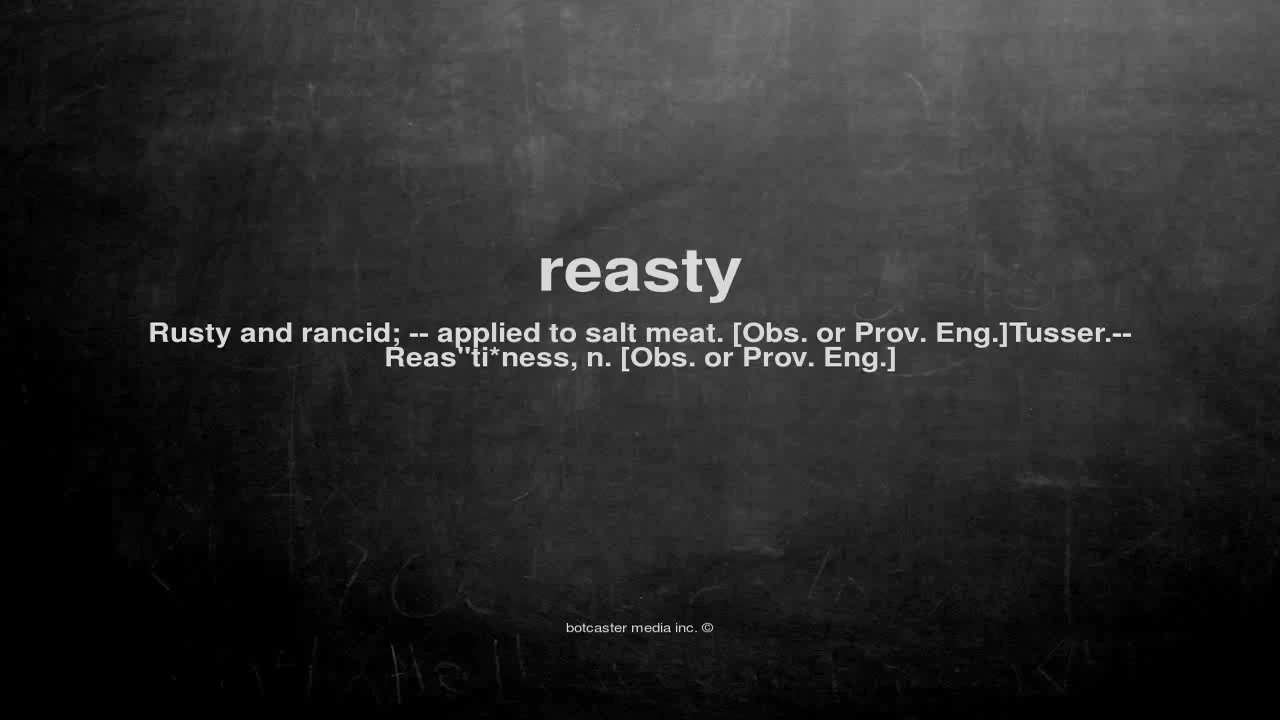 reasty
Rusty and rancid; -- applied to salt meat. [Obs. or Prov. Eng.]Tusser.--
Reas"ti*ness, n. [Obs. or Prov. Eng.]
botcaster media inc. ©